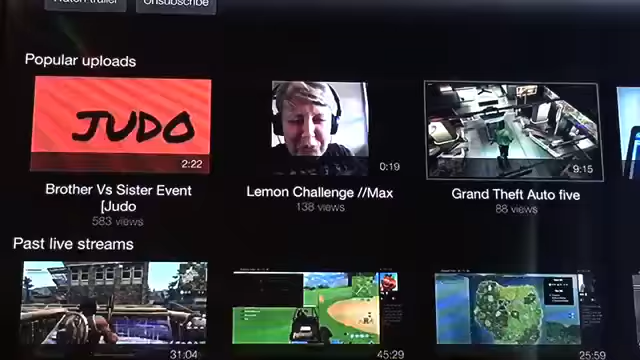 Watch trailer
Unsubscribe
Popular uploads
JUDO
2:22
0:19
9:15
Brother Vs Sister Event
[Judo
583 views
Lemon Challenge //Max
138 views
Grand Theft Auto five
88 views
Past live streams
31:04
45:29
25:59